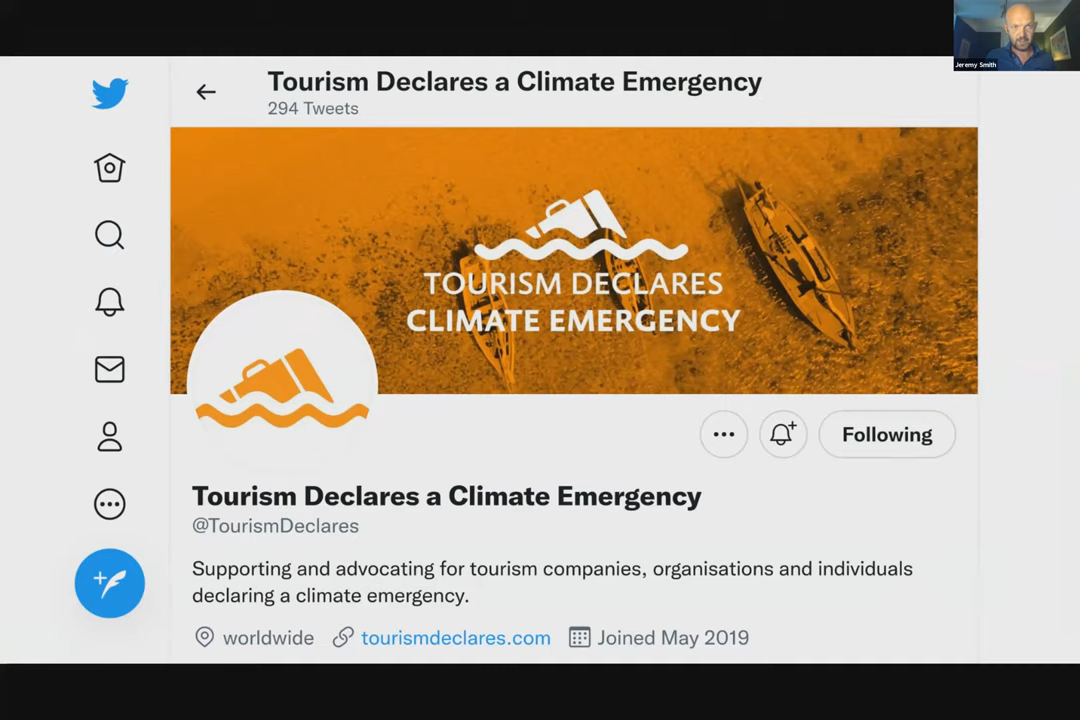 Tourism Declares a Climate Emergency
294 Tweets
Jeremy Smith
TOURISM DECLARES
CLIMATE EMERGENCY
Following
Tourism Declares a Climate Emergency
@TourismDeclares
Supporting and advocating for tourism companies, organisations and individuals
declaring a climate emergency.
worldwide tourismdeclares.com Joined May 2019